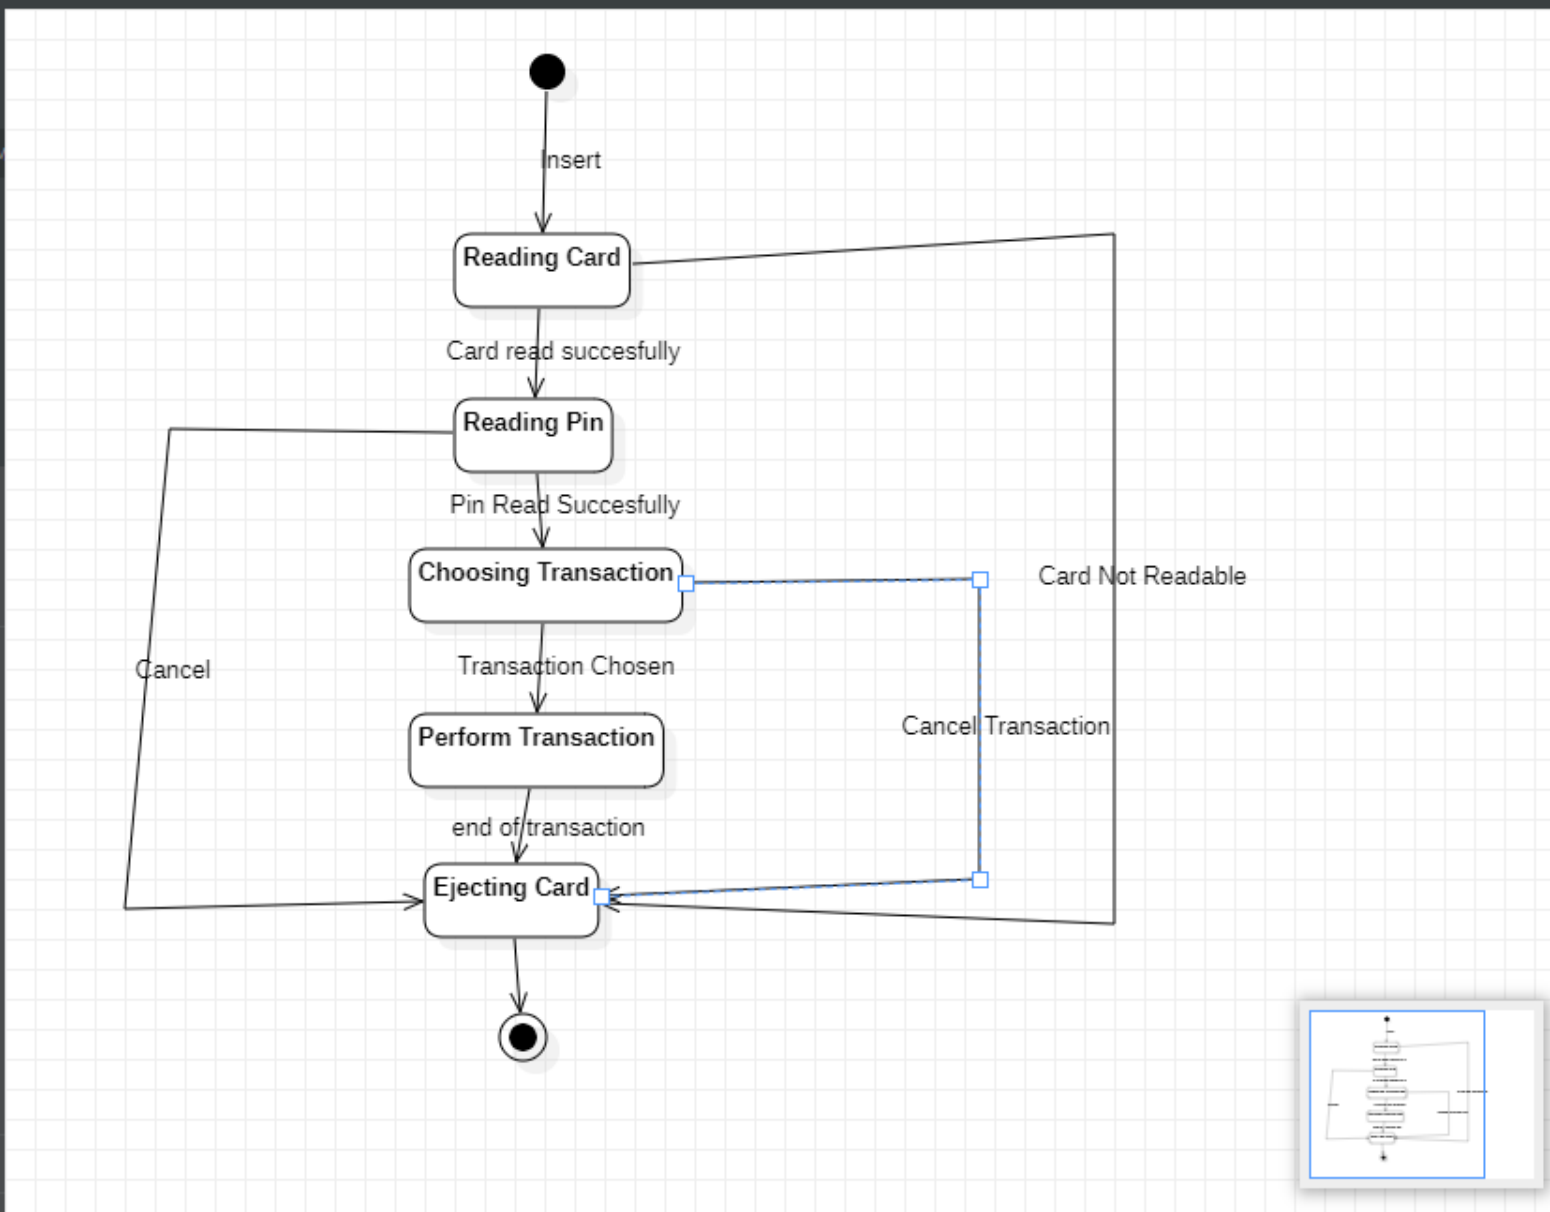 Insert
Reading Card
Card read succesfully
Reading Pin
Pin Read Succesfully
Choosing Transaction
Card Not Readable
Cancel
Transaction Chosen
Cancel Transaction
Perform Transaction
end of transaction
Ejecting Card